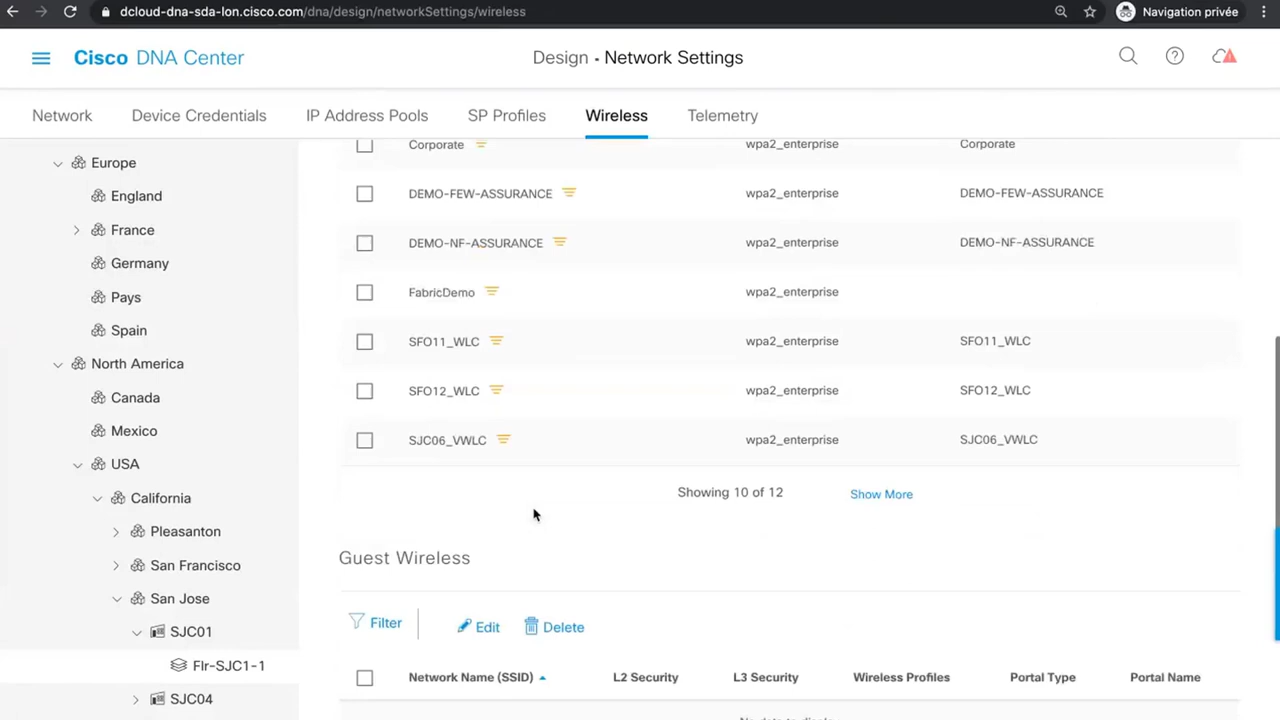 dcloud-dna-sda-lon.cisco.com/dna/design/networkSettings/wireless
Navigation privée
Cisco DNA Center
Design - Network Settings
Network
Device Credentials
IP Address Pools
SP Profiles
Wireless
Telemetry
Europe
England
France
Germany
Pays
Spain
North America
Canada
Mexico
USA
California
Pleasanton
San Francisco
San Jose
SJC01
Flr-SJC1-1
SJC04
Corporate wpa2_enterprise Corporate
DEMO-FEW-ASSURANCE wpa2_enterprise DEMO-FEW-ASSURANCE
DEMO-NF-ASSURANCE wpa2_enterprise DEMO-NF-ASSURANCE
FabricDemo wpa2_enterprise
SFO11_WLC wpa2_enterprise SFO11_WLC
SFO12_WLC wpa2_enterprise SFO12_WLC
SJC06_VWLC wpa2_enterprise SJC06_VWLC
Showing 10 of 12 Show More
Guest Wireless
Filter Edit Delete
Network Name (SSID) L2 Security L3 Security Wireless Profiles Portal Type Portal Name